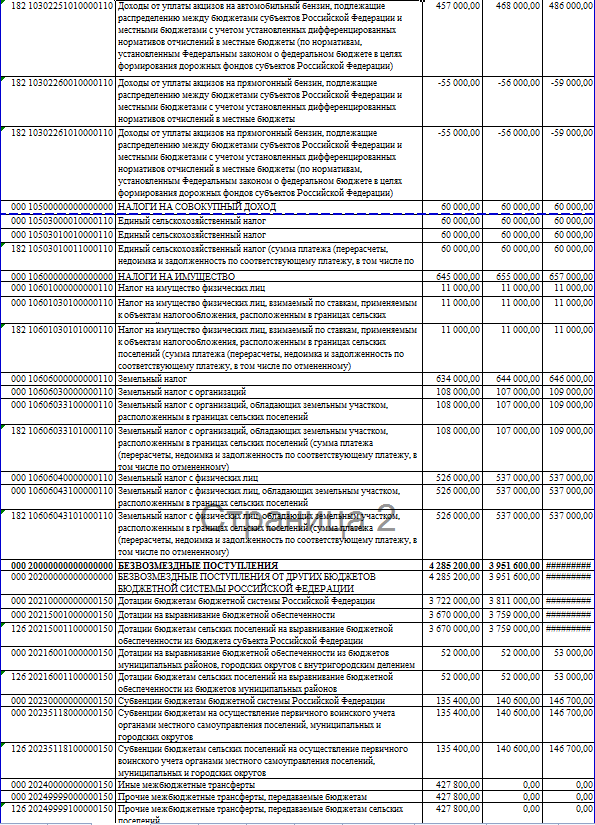 182 10302251010000110 Доходы от уплаты акцизов на автомобильный бензин, подлежащие 457 000,00 468 000,00 486 000,00
распределению между бюджетами субъектов Российской Федерации и
местными бюджетами с учетом установленных дифференцированных
нормативов отчислений в местные бюджеты (по нормативам,
установленным Федеральным законом о федеральном бюджете в целях
формирования дорожных фондов субъектов Российской Федерации)
182 10302260010000110 Доходы от уплаты акцизов на прямогонный бензин, подлежащие -55 000,00 -56 000,00 -59 000,00
распределению между бюджетами субъектов Российской Федерации и
местными бюджетами с учетом установленных дифференцированных
нормативов отчислений в местные бюджеты
182 10302261010000110 Доходы от уплаты акцизов на прямогонный бензин, подлежащие -55 000,00 -56 000,00 -59 000,00
распределению между бюджетами субъектов Российской Федерации и
местными бюджетами с учетом установленных дифференцированных
нормативов отчислений в местные бюджеты (по нормативам,
установленным Федеральным законом о федеральном бюджете в целях
формирования дорожных фондов субъектов Российской Федерации)
000 10500000000000000 НАЛОГИ НА СОВОКУПНЫЙ ДОХОД 60 000,00 60 000,00 60 000,00
000 10503000010000110 Единый сельскохозяйственный налог 60 000,00 60 000,00 60 000,00
000 10503010010000110 Единый сельскохозяйственный налог 60 000,00 60 000,00 60 000,00
182 10503010011000110 Единый сельскохозяйственный налог (сумма платежа (перерасчеты, 60 000,00 60 000,00 60 000,00
недоимка и задолженность по соответствующему платежу, в том числе по
000 10600000000000000 НАЛОГИ НА ИМУЩЕСТВО 645 000,00 655 000,00 657 000,00
000 10601000000000110 Налог на имущество физических лиц 11 000,00 11 000,00 11 000,00
000 10601030100000110 Налог на имущество физических лиц, взимаемый по ставкам, применяемым 11 000,00 11 000,00 11 000,00
к объектам налогообложения, расположенным в границах сельских
182 10601030101000110 Налог на имущество физических лиц, взимаемый по ставкам, применяемым 11 000,00 11 000,00 11 000,00
к объектам налогообложения, расположенным в границах сельских
поселений (сумма платежа (перерасчеты, недоимка и задолженность по
соответствующему платежу, в том числе по отмененному)
000 10606000000000110 Земельный налог 634 000,00 644 000,00 646 000,00
000 10606030000000110 Земельный налог с организаций 108 000,00 107 000,00 109 000,00
000 10606033100000110 Земельный налог с организаций, обладающих земельным участком, 108 000,00 107 000,00 109 000,00
расположенным в границах сельских поселений
182 10606033101000110 Земельный налог с организаций, обладающих земельным участком, 108 000,00 107 000,00 109 000,00
расположенным в границах сельских поселений (сумма платежа
(перерасчеты, недоимка и задолженность по соответствующему платежу, в
том числе по отмененному)
000 10606040000000110 Земельный налог с физических лиц 526 000,00 537 000,00 537 000,00
000 10606043100000110 Земельный налог с физических лиц, обладающих земельным участком, 526 000,00 537 000,00 537 000,00
расположенным в границах сельских поселений
182 10606043101000110 Земельный налог с физических лиц, обладающих земельным участком, 526 000,00 537 000,00 537 000,00
Страница 2
расположенным в границах сельских поселений (сумма платежа
(перерасчеты, недоимка и задолженность по соответствующему платежу, в
том числе по отмененному)
000 20000000000000000 БЕЗВОЗМЕЗДНЫЕ ПОСТУПЛЕНИЯ 4 285 200,00 3 951 600,00 #########
000 20200000000000000 БЕЗВОЗМЕЗДНЫЕ ПОСТУПЛЕНИЯ ОТ ДРУГИХ БЮДЖЕТОВ 4 285 200,00 3 951 600,00 #########
БЮДЖЕТНОЙ СИСТЕМЫ РОССИЙСКОЙ ФЕДЕРАЦИИ
000 20210000000000150 Дотации бюджетам бюджетной системы Российской Федерации 3 722 000,00 3 811 000,00 #########
000 20215001000000150 Дотации на выравнивание бюджетной обеспеченности 3 670 000,00 3 759 000,00 #########
126 20215001100000150 Дотации бюджетам сельских поселений на выравнивание бюджетной 3 670 000,00 3 759 000,00 #########
обеспеченности из бюджета субъекта Российской Федерации
000 20216001000000150 Дотации на выравнивание бюджетной обеспеченности из бюджетов 52 000,00 52 000,00 53 000,00
муниципальных районов, городских округов с внутригородским делением
126 20216001100000150 Дотации бюджетам сельских поселений на выравнивание бюджетной 52 000,00 52 000,00 53 000,00
обеспеченности из бюджетов муниципальных районов
000 20230000000000150 Субвенции бюджетам бюджетной системы Российской Федерации 135 400,00 140 600,00 146 700,00
000 20235118000000150 Субвенции бюджетам на осуществление первичного воинского учета 135 400,00 140 600,00 146 700,00
органами местного самоуправления поселений, муниципальных и
городских округов
126 20235118100000150 Субвенции бюджетам сельских поселений на осуществление первичного 135 400,00 140 600,00 146 700,00
воинского учета органами местного самоуправления поселений,
муниципальных и городских округов
000 20240000000000150 Иные межбюджетные трансферты 427 800,00 0,00 0,00
000 20249999000000150 Прочие межбюджетные трансферты, передаваемые бюджетам 427 800,00 0,00 0,00
126 20249999100000150 Прочие межбюджетные трансферты, передаваемые бюджетам сельских 427 800,00 0,00 0,00
поселений